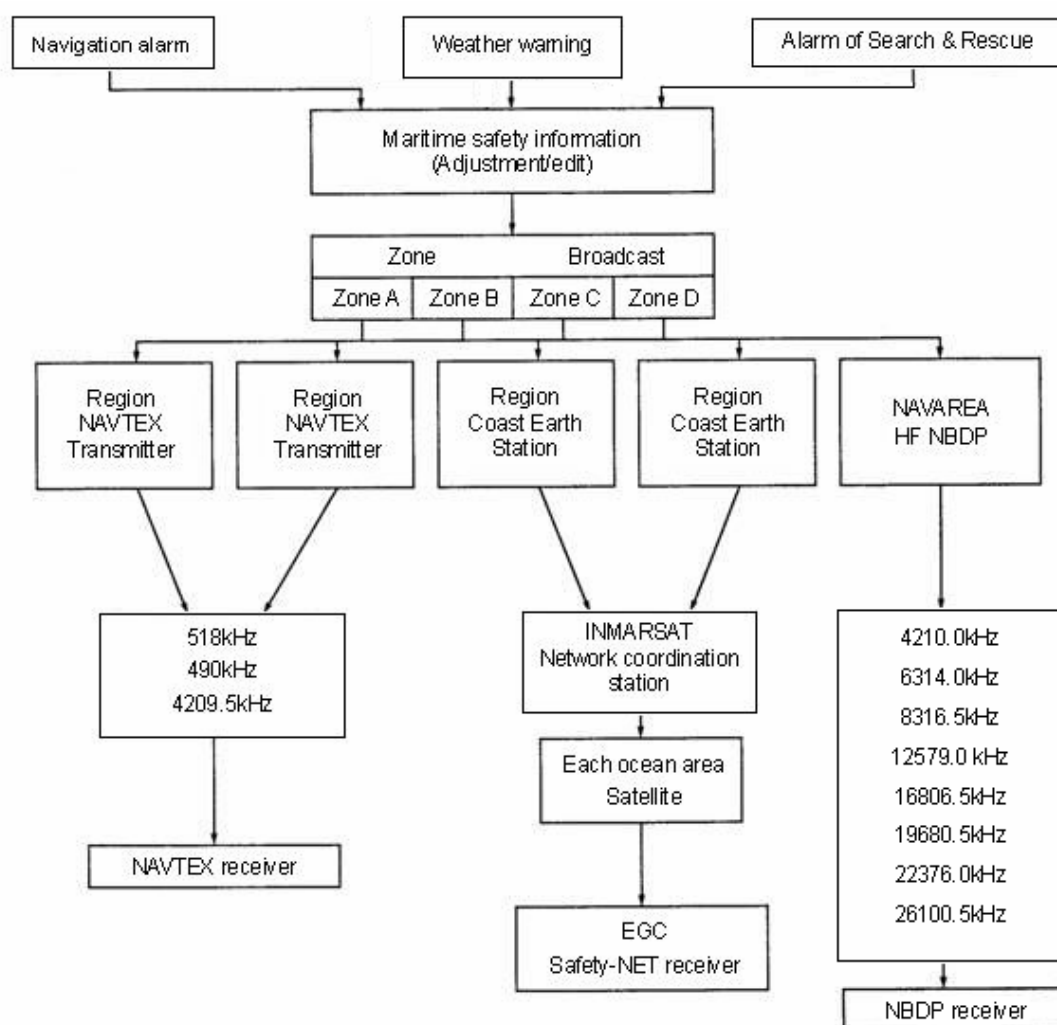 Navigation alarm
Weather warning
Alarm of Search & Rescue
Maritime safety information
(Adjustment/edit)
Zone Broadcast
Zone A Zone B Zone C Zone D
Region
NAVTEX
Transmitter
Region
NAVTEX
Transmitter
Region
Coast Earth
Station
Region
Coast Earth
Station
NAVAREA
HF NBDP
518kHz
490kHz
4209.5kHz
INMARSAT
Network coordination
station
4210.0kHz
6314.0kHz
8316.5kHz
12579.0 kHz
16806.5kHz
19680.5kHz
22376.0kHz
26100.5kHz
Each ocean area
Satellite
NAVTEX receiver
EGC
Safety-NET receiver
NBDP receiver